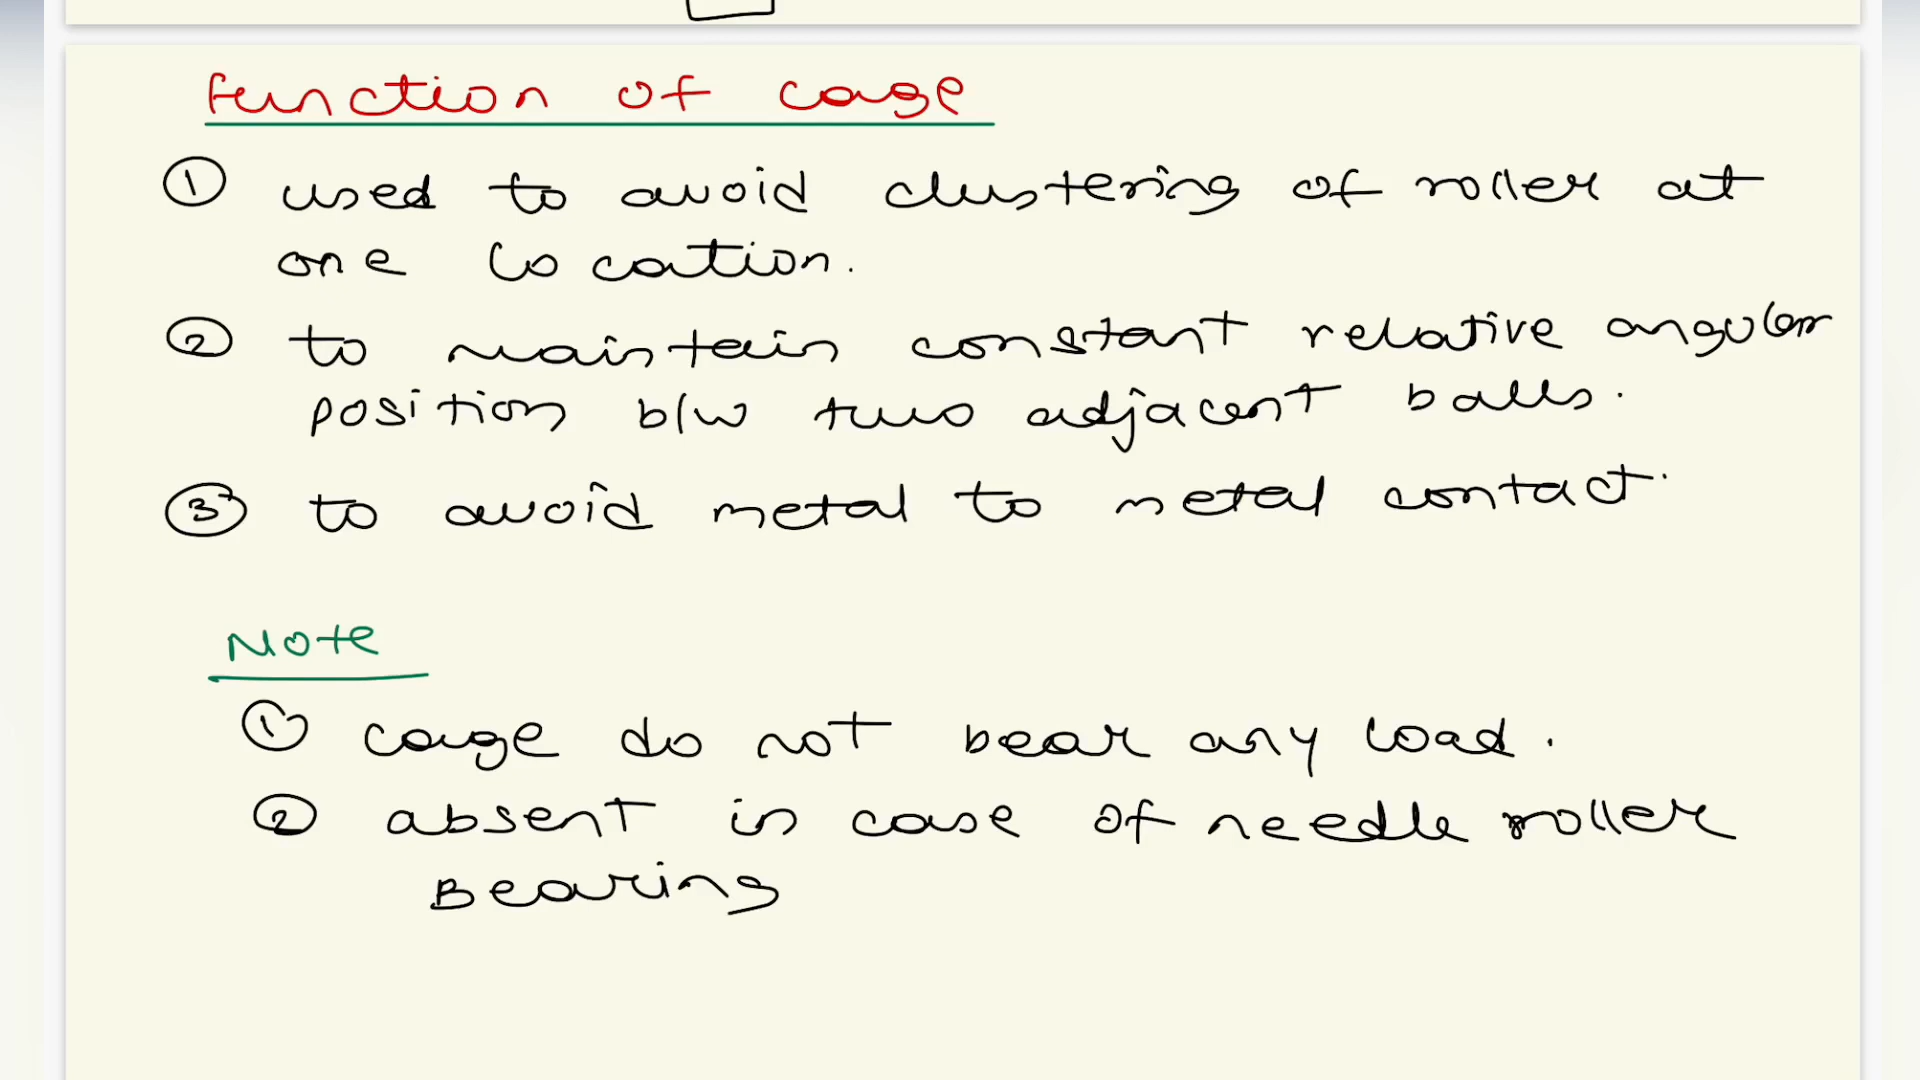 Function of cage
① used to avoid clustering of roller at
one location.
② to maintain constant relative angular
position b/w two adjacent balls.
③ to avoid metal to metal contact.
Note
① cage do not bear any load.
② absent in case of needle roller
Bearing